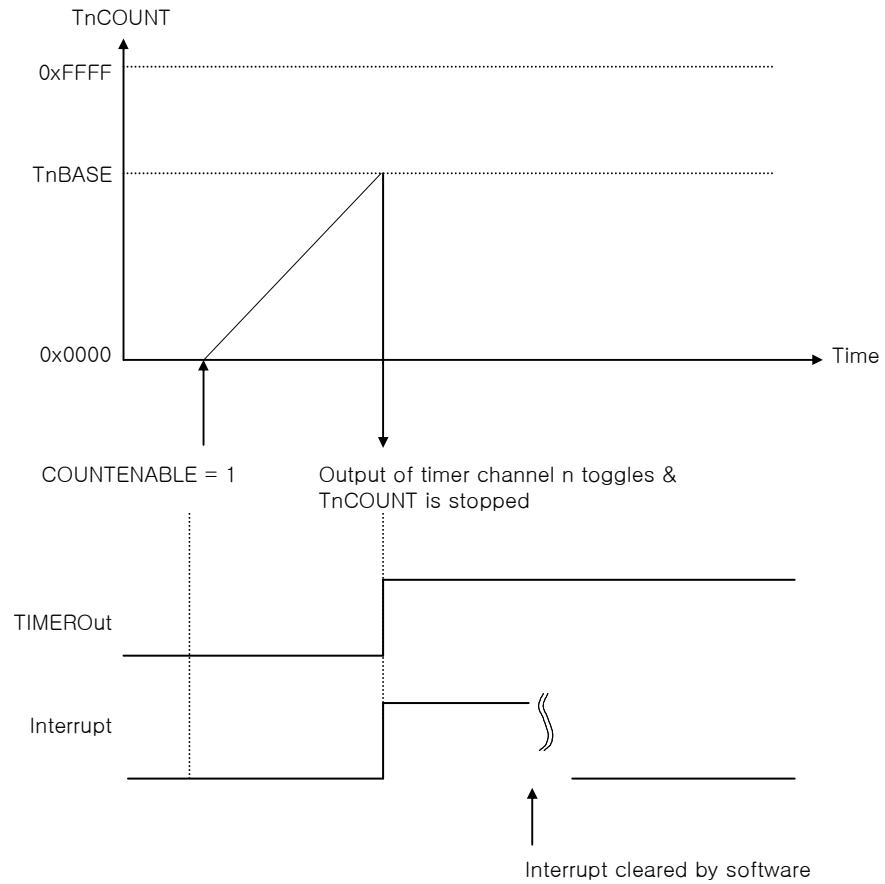 TnCOUNT
0xFFFF
TnBASE
0x0000
Time
COUNTENABLE = 1
Output of timer channel n toggles &
TnCOUNT is stopped
TIMEROut
Interrupt
Interrupt cleared by software